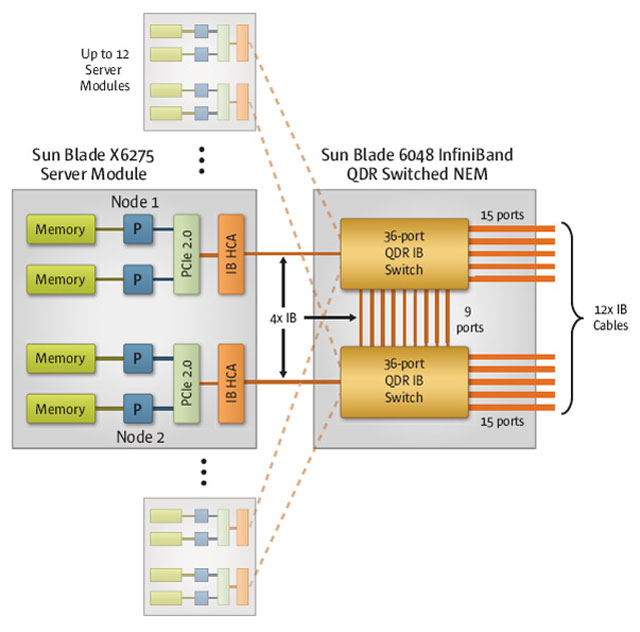 Up to 12
Server
Modules
Sun Blade X6275
Server Module
Sun Blade 6048 InfiniBand
QDR Switched NEM
Node 1
Memory
P
Memory
P
PCIe 2.0
IB HCA
Memory
P
Memory
P
PCIe 2.0
IB HCA
Node 2
4x IB
36-port
QDR IB
Switch
15 ports
9
ports
36-port
QDR IB
Switch
15 ports
12x IB
Cables